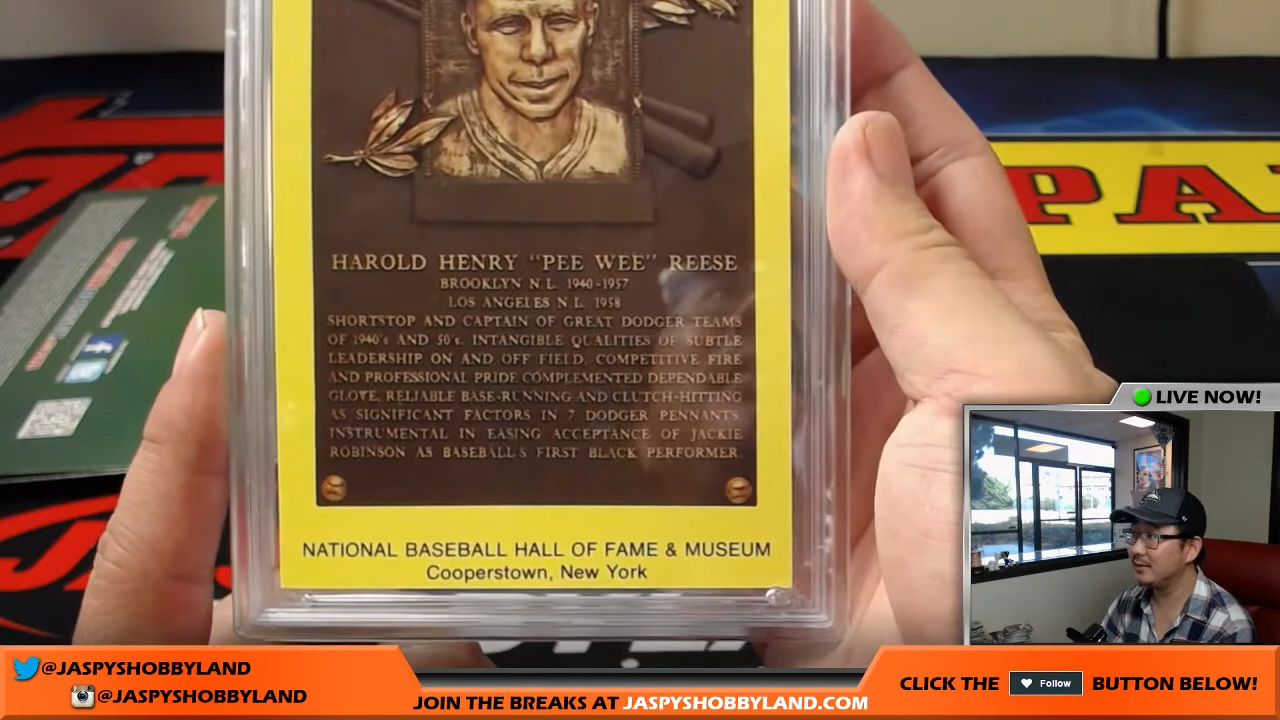 HAROLD HENRY "PEE WEE" REESE
BROOKLYN N.L. 1940-1957
LOS ANGELES N.L. 1958
SHORTSTOP AND CAPTAIN OF GREAT DODGER TEAMS
OF 1940's AND 50's. INTANGIBLE QUALITIES OF SUBTLE
LEADERSHIP ON AND OFF FIELD, COMPETITIVE FIRE
AND PROFESSIONAL PRIDE COMPLEMENTED DEPENDABLE
GLOVE, RELIABLE BASE-RUNNING AND CLUTCH-HITTING
AS SIGNIFICANT FACTORS IN 7 DODGER PENNANTS.
INSTRUMENTAL IN EASING ACCEPTANCE OF JACKIE
ROBINSON AS BASEBALL'S FIRST BLACK PERFORMER.
NATIONAL BASEBALL HALL OF FAME & MUSEUM
Cooperstown, New York
PA
LIVE NOW!
@JASPYSHOBBYLAND
@JASPYSHOBBYLAND
JOIN THE BREAKS AT JASPYSHOBBYLAND.COM
CLICK THE Follow BUTTON BELOW!